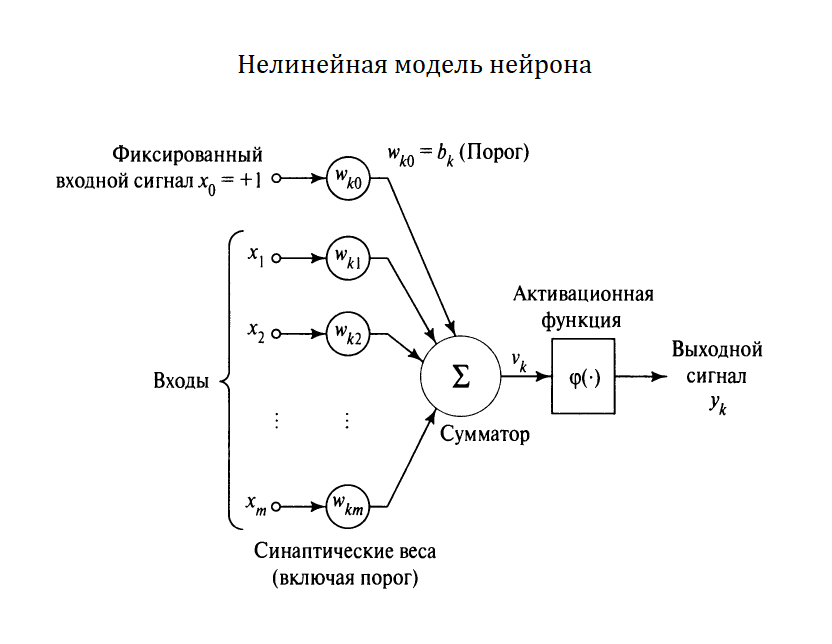 Нелинейная модель нейрона
Фиксированный
входной сигнал x₀ = +1
wₖ₀
wₖ₀ = bₖ (Порог)
x₁
wₖ₁
x₂
wₖ₂
Входы
⋮ ⋮
xₘ
wₖₘ
Σ
Сумматор
vₖ
Активационная
функция
φ(·)
Выходной
сигнал
yₖ
Синаптические веса
(включая порог)